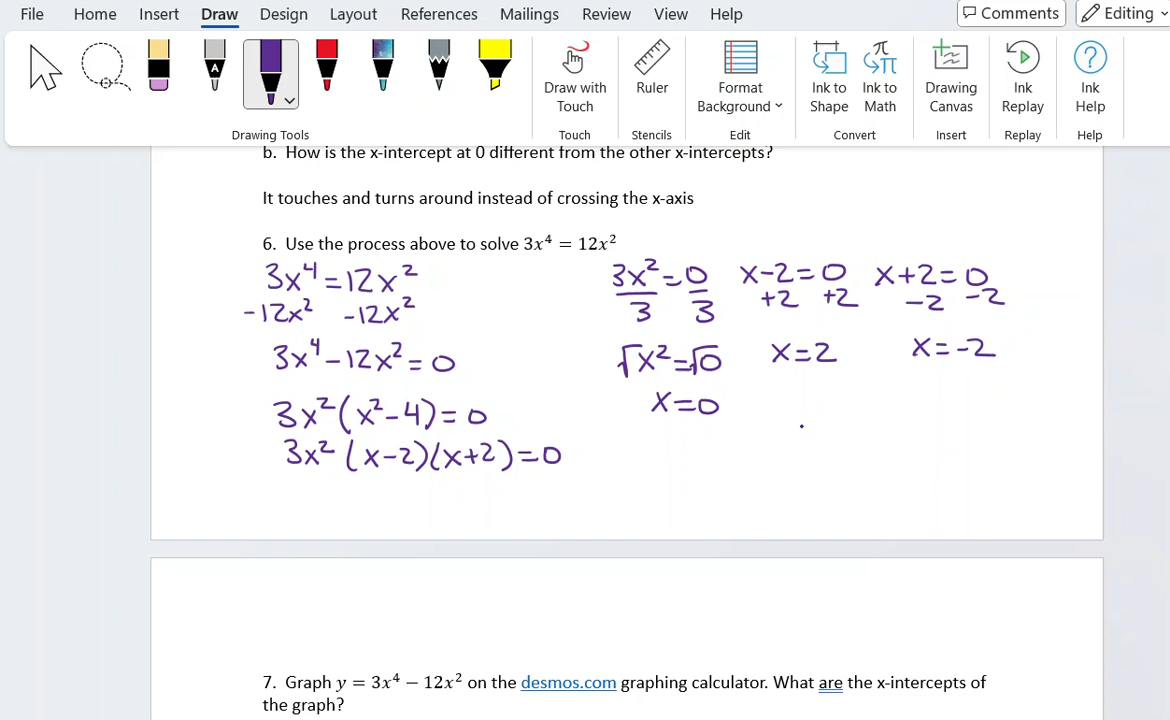 File Home Insert Draw Design Layout References Mailings Review View Help Comments Editing
A
Draw with Touch Ruler Format Background Ink to Shape Ink to Math Drawing Canvas Ink Replay Ink Help
Drawing Tools Touch Stencils Edit Convert Insert Replay Help
b. How is the x-intercept at 0 different from the other x-intercepts?
It touches and turns around instead of crossing the x-axis
6. Use the process above to solve 3x⁴ = 12x²
3x⁴=12x²
-12x² -12x²
3x⁴-12x²=0
3x²(x²-4)=0
3x² (x-2)(x+2)=0
3x²=0
3 3
√x²=√0
x=0
x-2=0
+2 +2
x=2
x+2=0
-2 -2
x=-2
7. Graph y = 3x⁴ − 12x² on the desmos.com graphing calculator. What are the x-intercepts of
the graph?